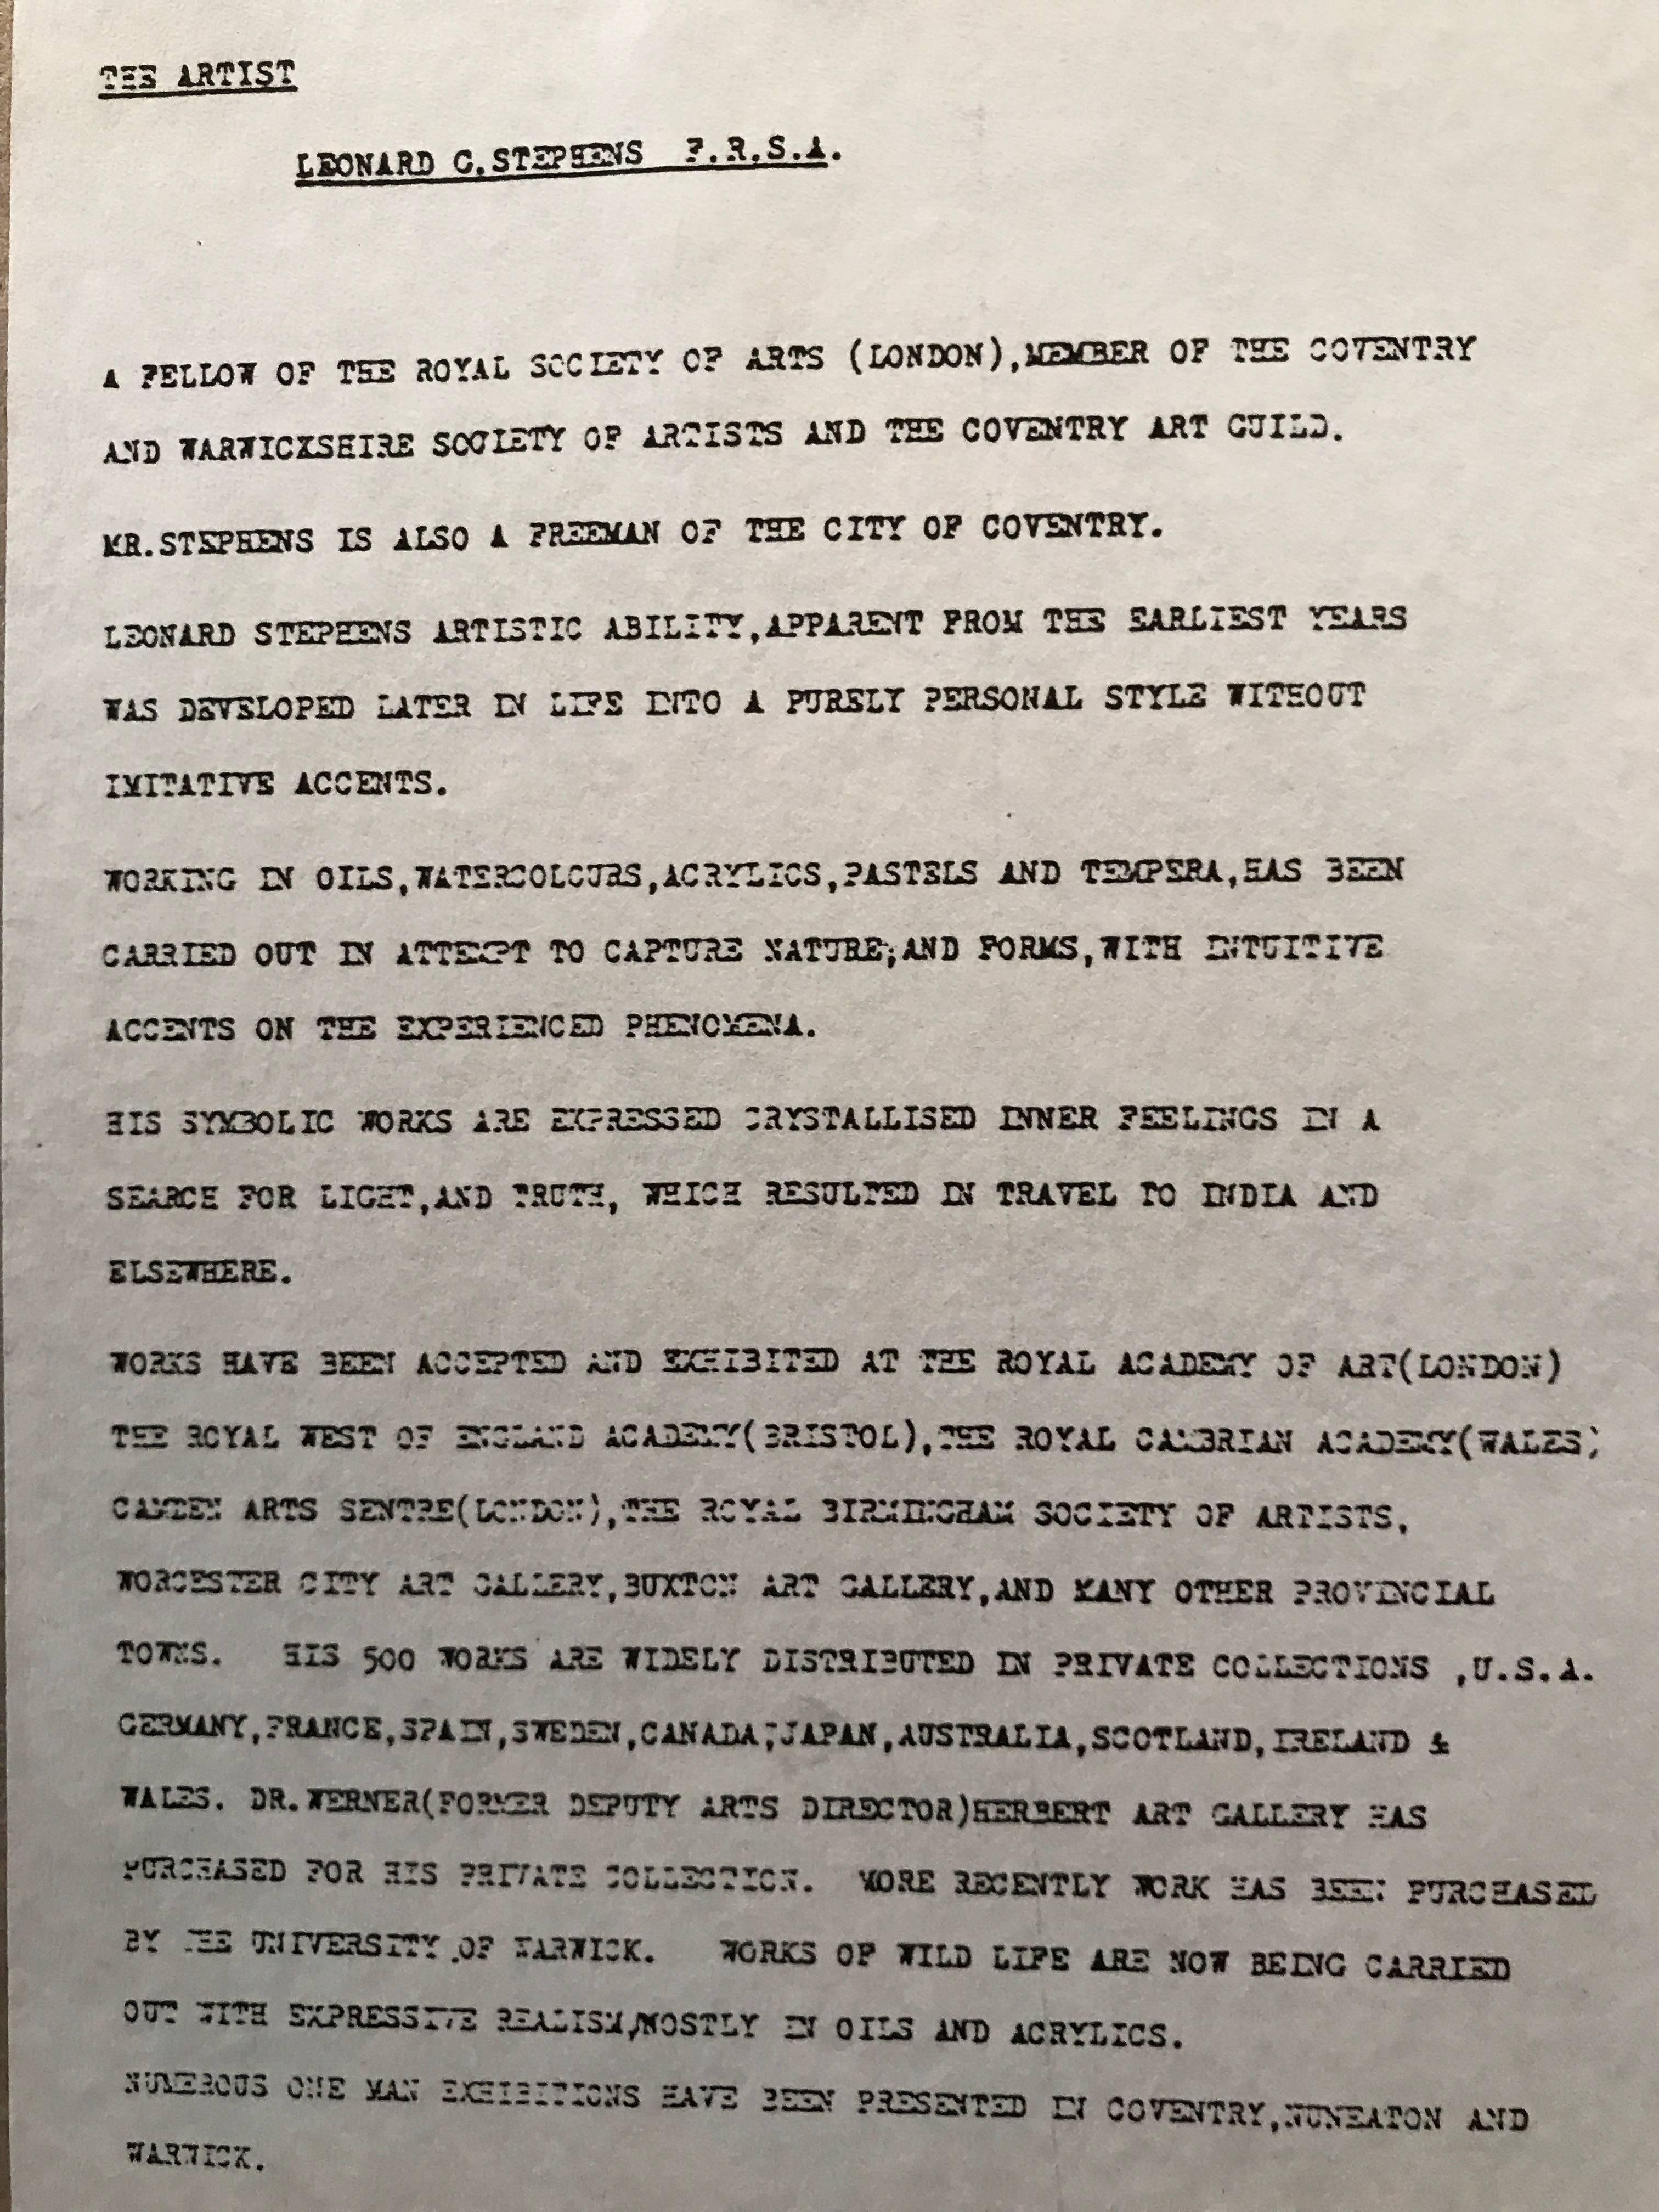 THE ARTIST
LEONARD C.STEPHENS F.R.S.A.
A FELLOW OF THE ROYAL SOCIETY OF ARTS (LONDON),MEMBER OF THE COVENTRY
AND WARWICKSHIRE SOCIETY OF ARTISTS AND THE COVENTRY ART GUILD.
MR.STEPHENS IS ALSO A FREEMAN OF THE CITY OF COVENTRY.
LEONARD STEPHENS ARTISTIC ABILITY,APPARENT FROM THE EARLIEST YEARS
WAS DEVELOPED LATER IN LIFE INTO A PURELY PERSONAL STYLE WITHOUT
IMITATIVE ACCENTS.
WORKING IN OILS,WATERCOLOURS,ACRYLICS,PASTELS AND TEMPERA,HAS BEEN
CARRIED OUT IN ATTEMPT TO CAPTURE NATURE;AND FORMS,WITH INTUITIVE
ACCENTS ON THE EXPERIENCED PHENOMENA.
HIS SYMBOLIC WORKS ARE EXPRESSED CRYSTALLISED INNER FEELINGS IN A
SEARCH FOR LIGHT,AND TRUTH, WHICH RESULTED IN TRAVEL TO INDIA AND
ELSEWHERE.
WORKS HAVE BEEN ACCEPTED AND EXHIBITED AT THE ROYAL ACADEMY OF ART(LONDON)
THE ROYAL WEST OF ENGLAND ACADEMY(BRISTOL),THE ROYAL CAMBRIAN ACADEMY(WALES)
CAMDEN ARTS SENTRE(LONDON),THE ROYAL BIRMINGHAM SOCIETY OF ARTISTS,
WORCESTER CITY ART GALLERY,BUXTON ART GALLERY,AND MANY OTHER PROVINCIAL
TOWNS. HIS 500 WORKS ARE WIDELY DISTRIBUTED IN PRIVATE COLLECTIONS ,U.S.A.
GERMANY,FRANCE,SPAIN,SWEDEN,CANADA;JAPAN,AUSTRALIA,SCOTLAND,IRELAND &
WALES. DR.WERNER(FORMER DEPUTY ARTS DIRECTOR)HERBERT ART GALLERY HAS
PURCHASED FOR HIS PRIVATE COLLECTION. MORE RECENTLY WORK HAS BEEN PURCHASED
BY THE UNIVERSITY OF WARWICK. WORKS OF WILD LIFE ARE NOW BEING CARRIED
OUT WITH EXPRESSIVE REALISM,MOSTLY IN OILS AND ACRYLICS.
NUMEROUS ONE MAN EXHIBITIONS HAVE BEEN PRESENTED IN COVENTRY,NUNEATON AND
WARWICK.